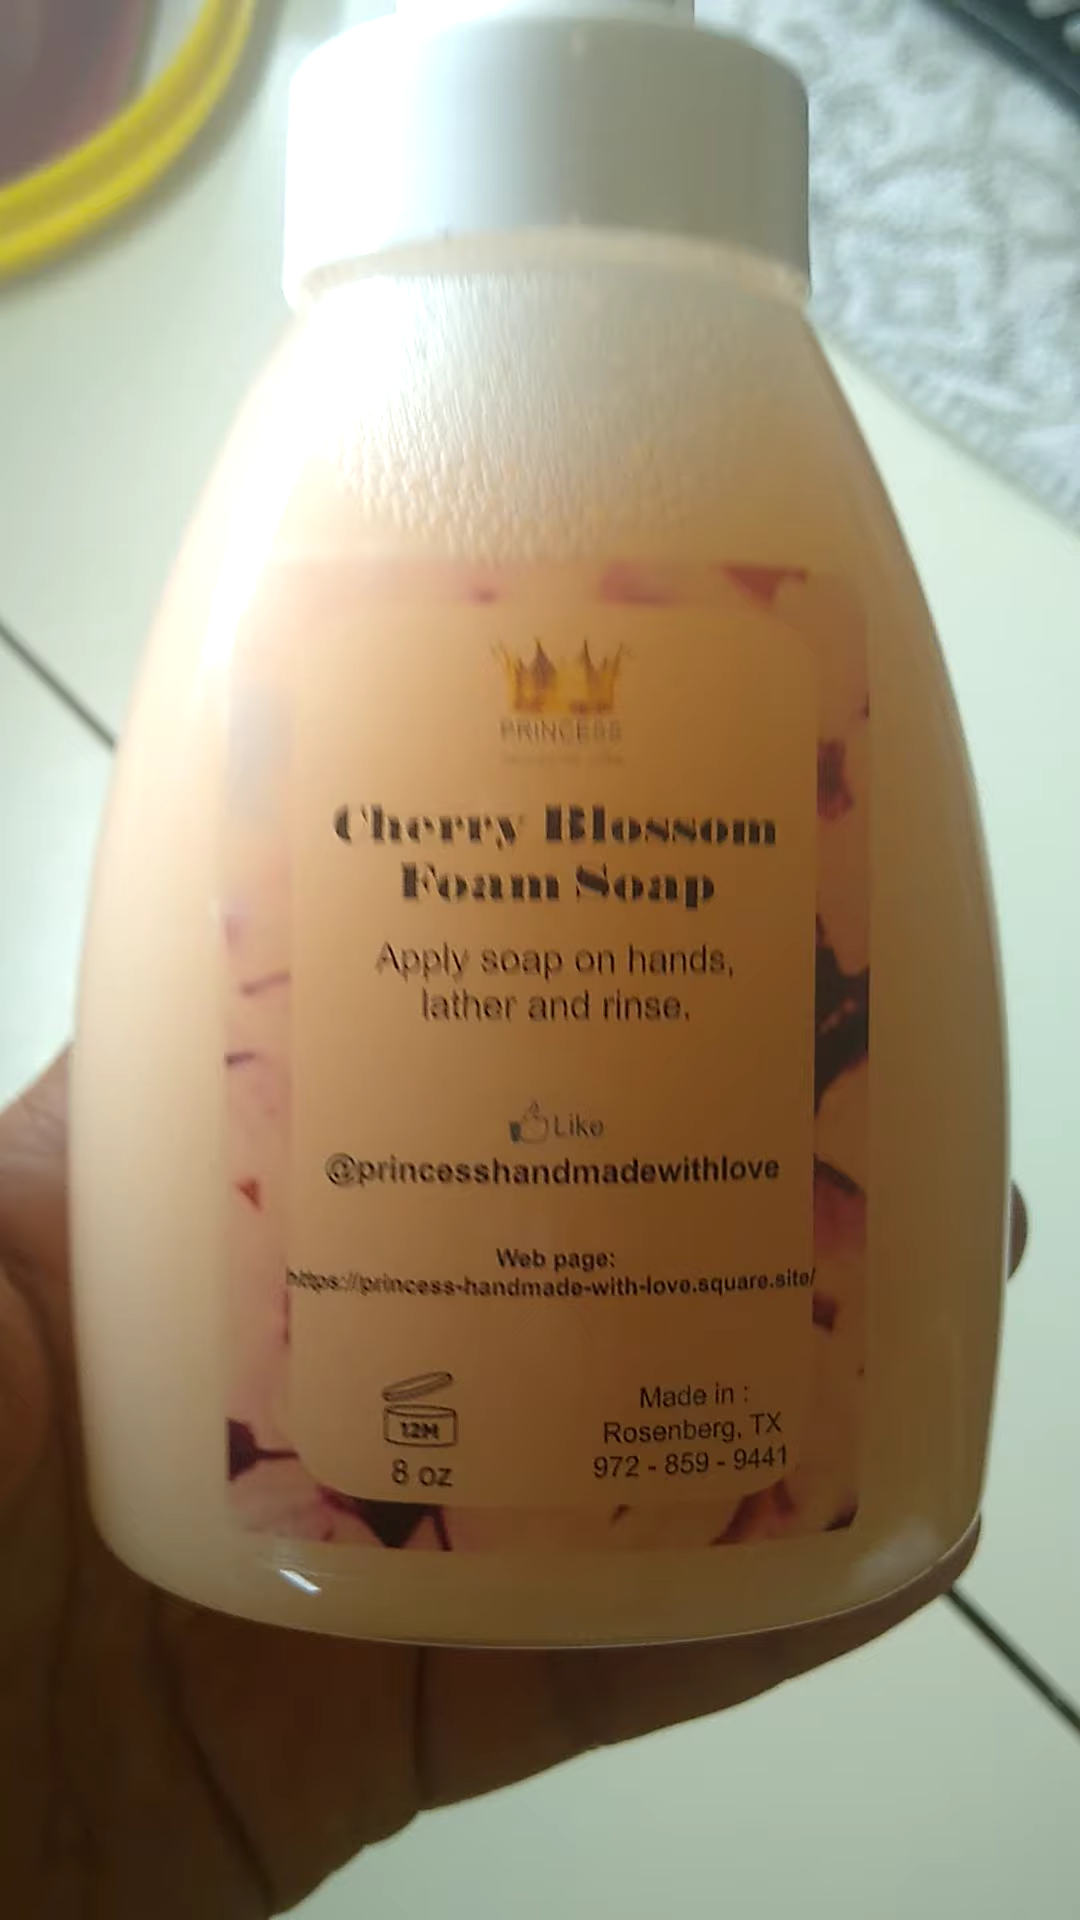 PRINCESS
Cherry Blossom
Foam Soap
Apply soap on hands,
lather and rinse.
Like
@princesshandmadewithlove
Web page:
https://princess-handmade-with-love.square.site/
12M
8 oz
Made in :
Rosenberg, TX
972 - 859 - 9441